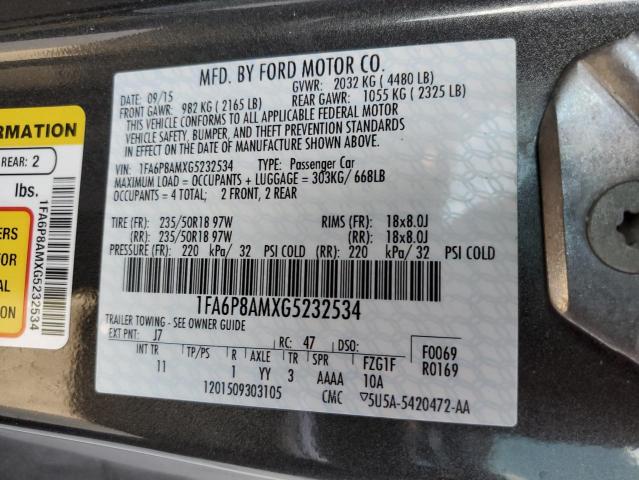 MFD. BY FORD MOTOR CO.
DATE: 09/15
GVWR: 2032 KG ( 4480 LB)
FRONT GAWR: 982 KG ( 2165 LB)
REAR GAWR: 1055 KG ( 2325 LB)
THIS VEHICLE CONFORMS TO ALL APPLICABLE FEDERAL MOTOR
VEHICLE SAFETY, BUMPER, AND THEFT PREVENTION STANDARDS
IN EFFECT ON THE DATE OF MANUFACTURE SHOWN ABOVE.
VIN: 1FA6P8AMXG5232534 TYPE: Passenger Car
MAXIMUM LOAD = OCCUPANTS + LUGGAGE = 303KG/ 668LB
OCCUPANTS = 4 TOTAL; 2 FRONT, 2 REAR
TIRE (FR): 235/50R18 97W RIMS (FR): 18x8.0J
(RR): 235/50R18 97W (RR): 18x8.0J
PRESSURE (FR): 220 kPa/ 32 PSI COLD (RR): 220 kPa/ 32 PSI COLD
1FA6P8AMXG5232534
TRAILER TOWING - SEE OWNER GUIDE
EXT PNT: J7 RC: 47 DSO:
F0069
R0169
INT TR TP/PS R AXLE TR SPR FZG1F
11 1 YY 3 AAAA 10A
1201509303105 CMC ▽5U5A-5420472-AA
ORMATION
REAR: 2
lbs.
1FA6P8AMXG5232534
ERS
OTOR
AL
ION